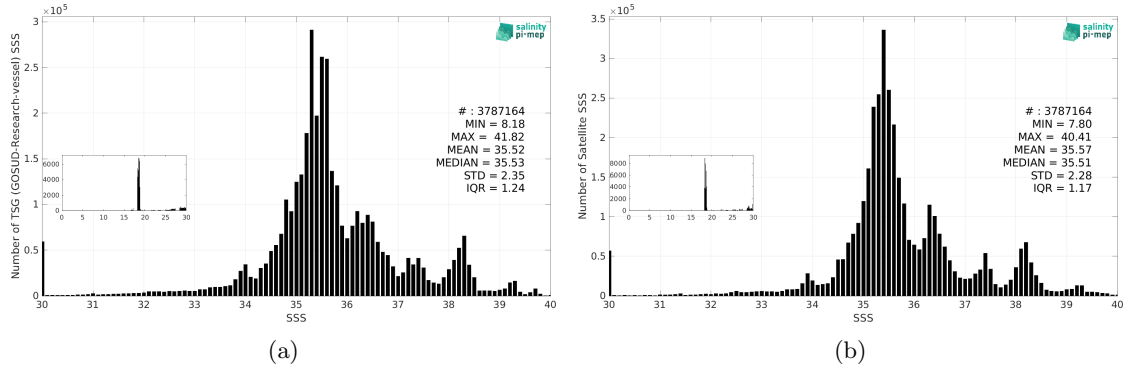 ×10^5
3
2.5
2
1.5
1
0.5
0
Number of TSG (GOSUD-Research-vessel) SSS
salinity
pi-mep
# : 3787164
MIN = 8.18
MAX = 41.82
MEAN = 35.52
MEDIAN = 35.53
STD = 2.35
IQR = 1.24
6000
4000
2000
0
0 5 10 15 20 25 30
30 31 32 33 34 35 36 37 38 39 40
SSS
(a)
×10^5
3.5
3
2.5
2
1.5
1
0.5
0
Number of Satellite SSS
salinity
pi-mep
# : 3787164
MIN = 7.80
MAX = 40.41
MEAN = 35.57
MEDIAN = 35.51
STD = 2.28
IQR = 1.17
8000
6000
4000
2000
0
0 5 10 15 20 25 30
30 31 32 33 34 35 36 37 38 39 40
SSS
(b)